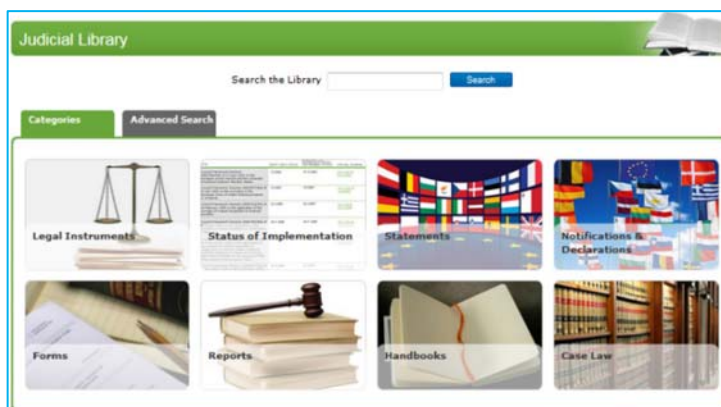 Judicial Library
Search the Library
Search
Categories
Advanced Search
Legal Instruments
Status of Implementation
Statements
Notifications &
Declarations
Forms
Reports
Handbooks
Case Law